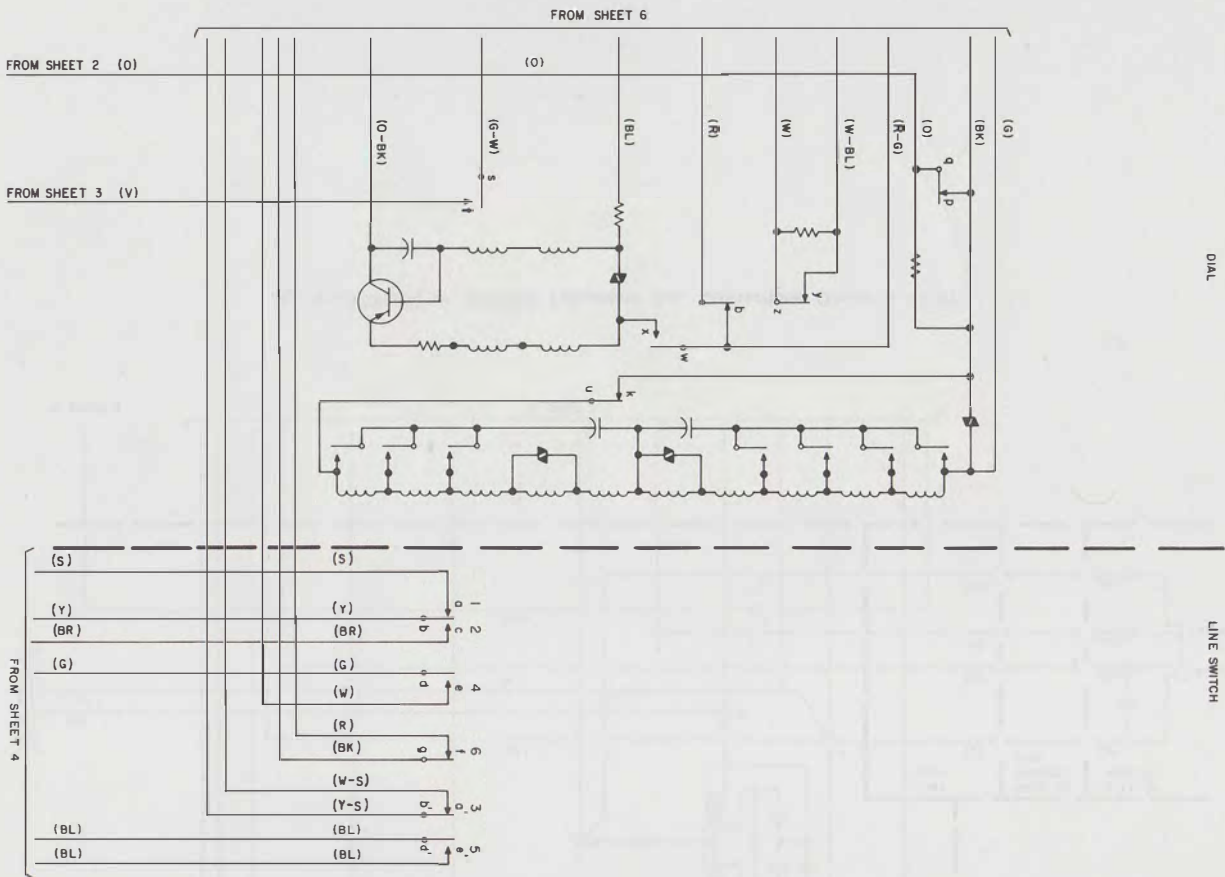 FROM SHEET 6
FROM SHEET 2 (O)
(O)
(O-BK)
(G-W)
(BL)
(R)
(W)
(W-BL)
(R-G)
(O)
(BK)
(G)
q
p
s
t
FROM SHEET 3 (V)
DIAL
y
z
b
x
w
k
u
(S) (S)
a 1
(Y) (Y)
b
c 2
(BR) (BR)
(G) (G)
d
e 4
(W)
(R)
f 6
(BK)
g
(W-S)
a' 3
(Y-S)
b'
(BL) (BL)
d'
e' 5
(BL) (BL)
FROM SHEET 4
LINE SWITCH